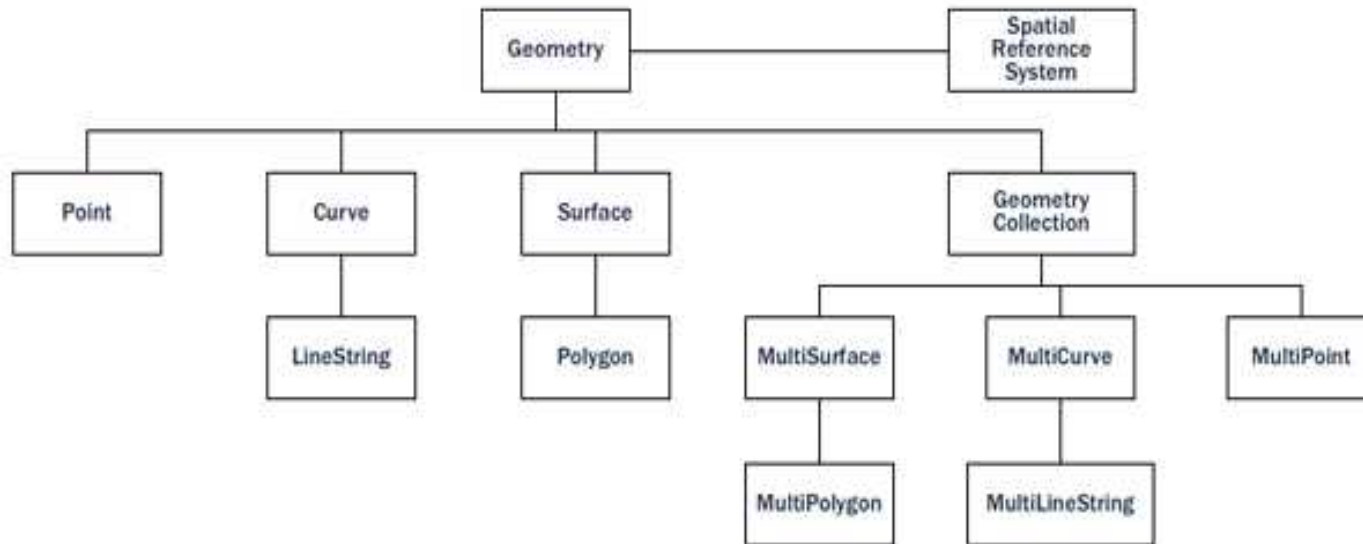 Geometry
Spatial
Reference
System
Point
Curve
Surface
Geometry
Collection
LineString
Polygon
MultiSurface
MultiCurve
MultiPoint
MultiPolygon
MultiLineString